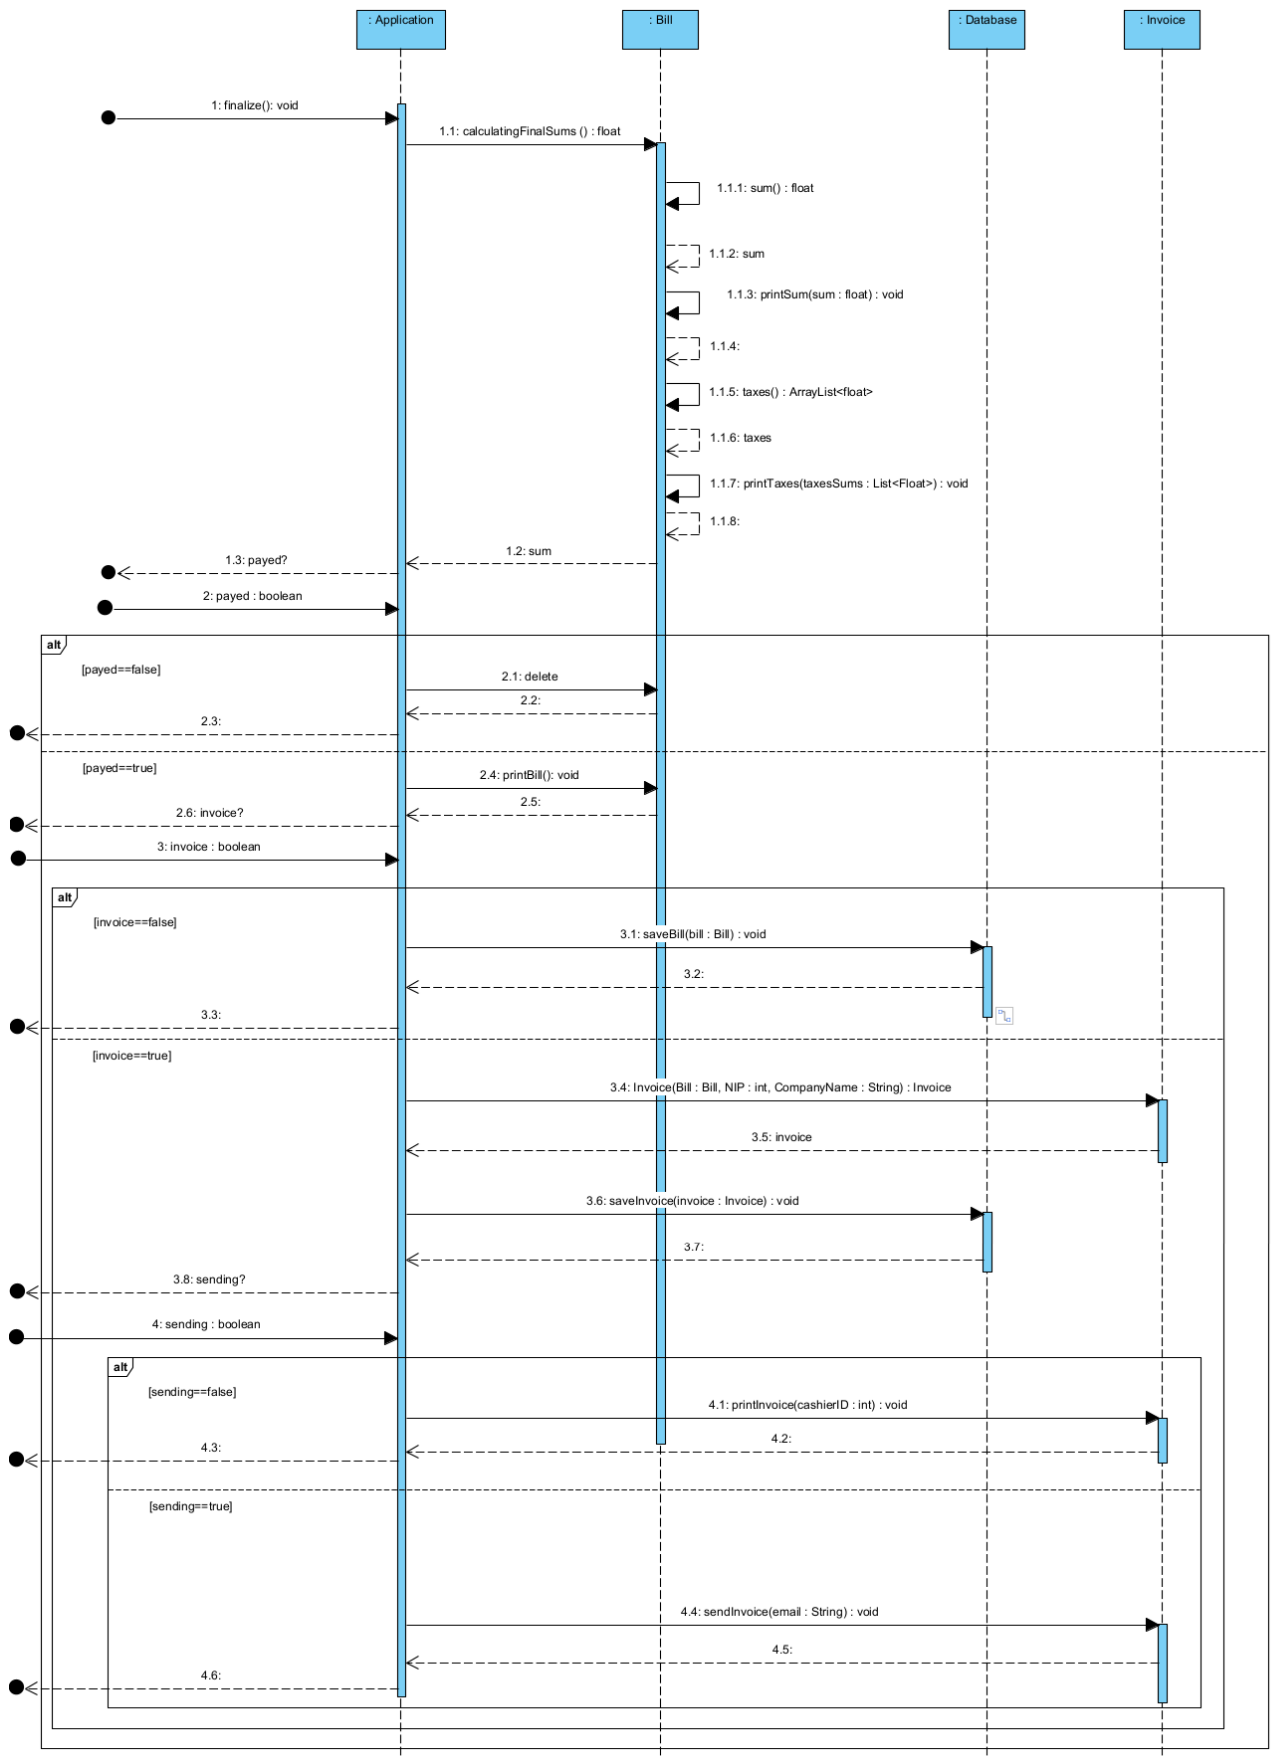 : Application
: Bill
: Database
: Invoice
1: finalize(): void
1.1: calculatingFinalSums () : float
1.1.1: sum() : float
1.1.2: sum
1.1.3: printSum(sum : float) : void
1.1.4:
1.1.5: taxes() : ArrayList<float>
1.1.6: taxes
1.1.7: printTaxes(taxesSums : List<Float>) : void
1.1.8:
1.2: sum
1.3: payed?
2: payed : boolean
alt
[payed==false]
2.1: delete
2.2:
2.3:
[payed==true]
2.4: printBill(): void
2.5:
2.6: invoice?
3: invoice : boolean
alt
[invoice==false]
3.1: saveBill(bill : Bill) : void
3.2:
3.3:
[invoice==true]
3.4: Invoice(Bill : Bill, NIP : int, CompanyName : String) : Invoice
3.5: invoice
3.6: saveInvoice(invoice : Invoice) : void
3.7:
3.8: sending?
4: sending : boolean
alt
[sending==false]
4.1: printInvoice(cashierID : int) : void
4.2:
4.3:
[sending==true]
4.4: sendInvoice(email : String) : void
4.5:
4.6: